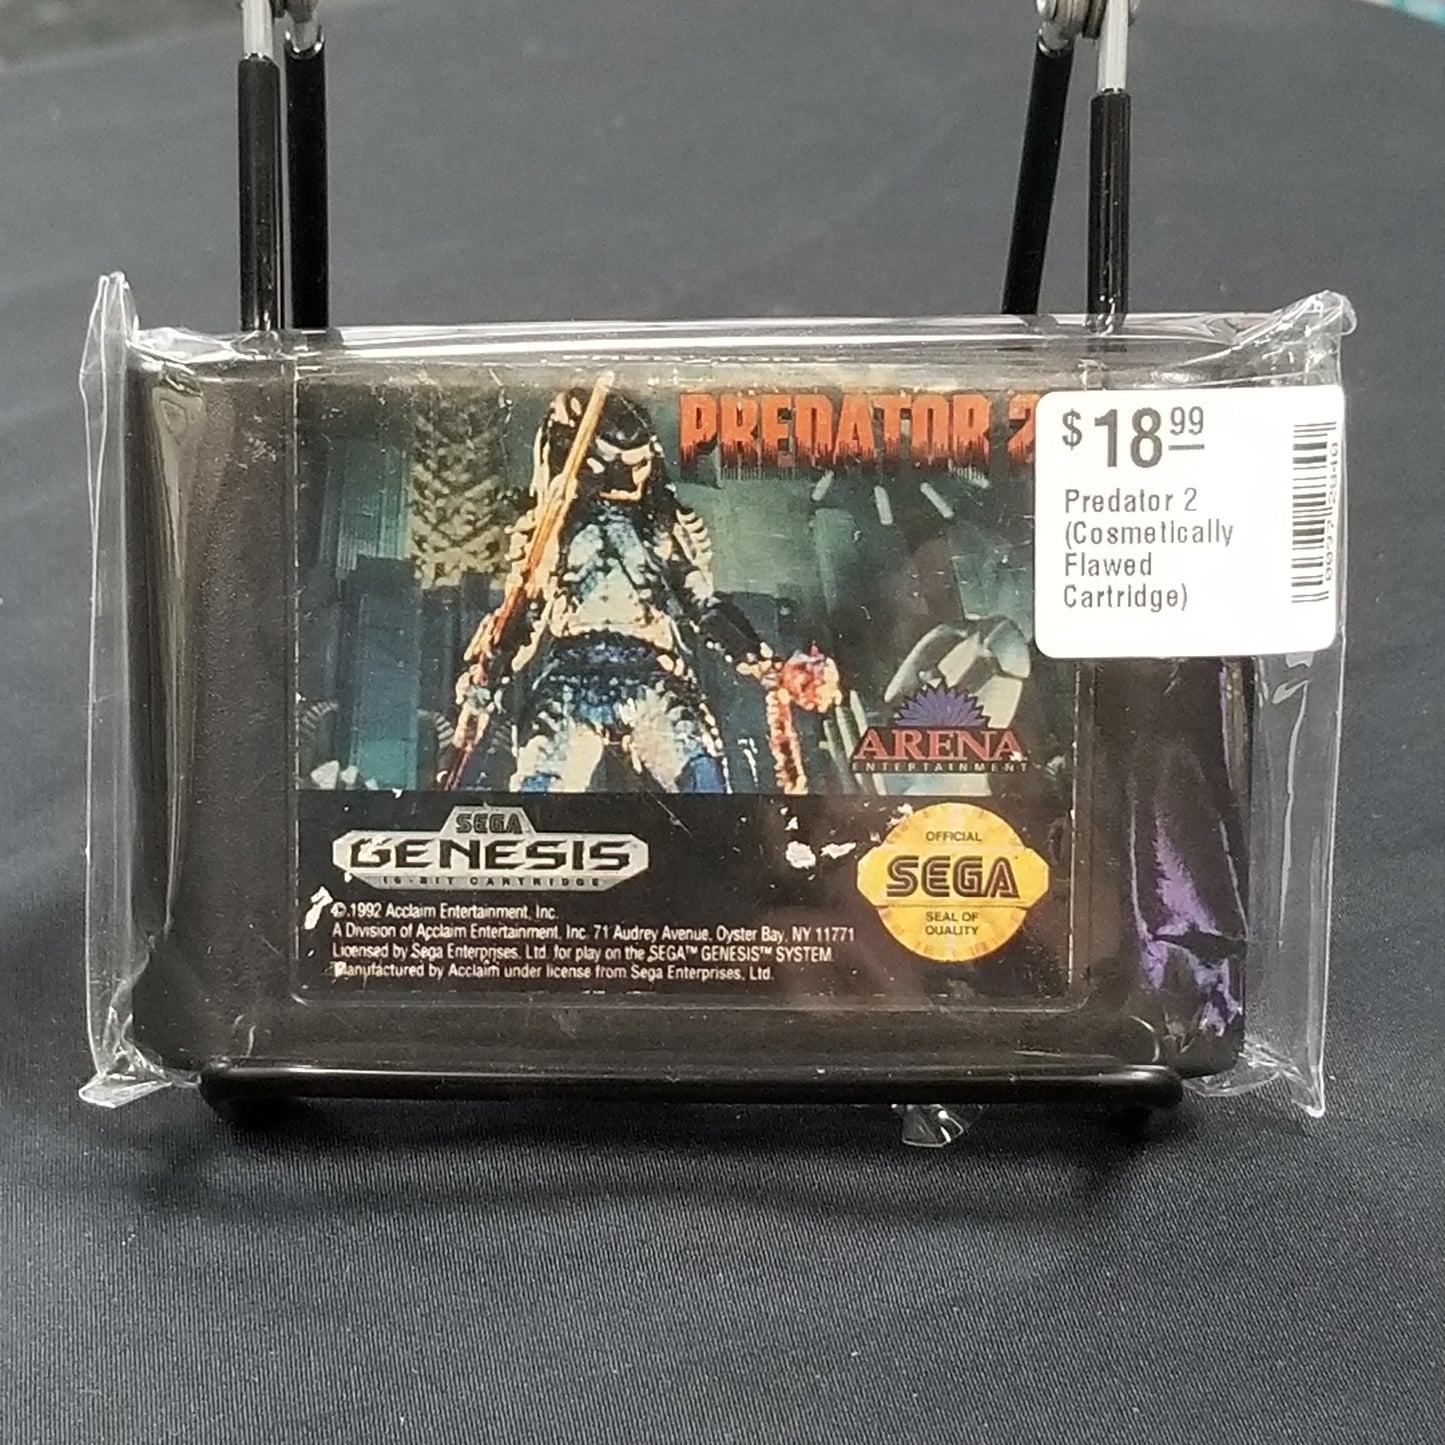 PREDATOR 2
$18.99
Predator 2
(Cosmetically
Flawed
Cartridge)
ARENA
ENTERTAINMENT
SEGA
GENESIS
16-BIT CARTRIDGE
OFFICIAL
SEGA
SEAL OF
QUALITY
©.1992 Acclaim Entertainment, Inc.
A Division of Acclaim Entertainment, Inc. 71 Audrey Avenue, Oyster Bay, NY 11771
Licensed by Sega Enterprises, Ltd. for play on the SEGA™ GENESIS™ SYSTEM.
Manufactured by Acclaim under license from Sega Enterprises, Ltd.